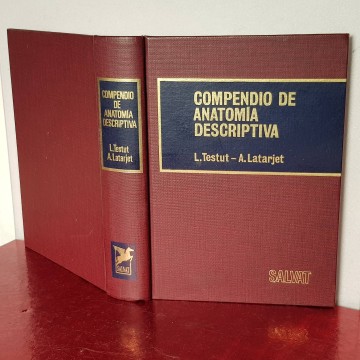 COMPENDIO
DE
ANATOMÍA
DESCRIPTIVA
L.Testut
A.Latarjet
COMPENDIO DE
ANATOMÍA
DESCRIPTIVA
L.Testut - A.Latarjet
SALVAT